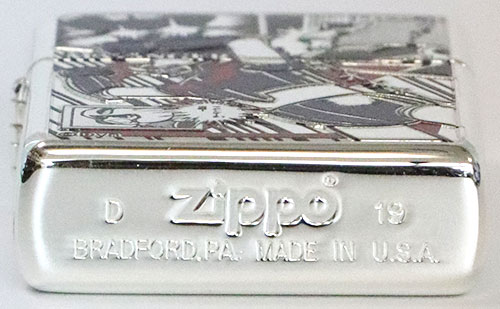 D zippo® 19
BRADFORD, PA. MADE IN U.S.A.